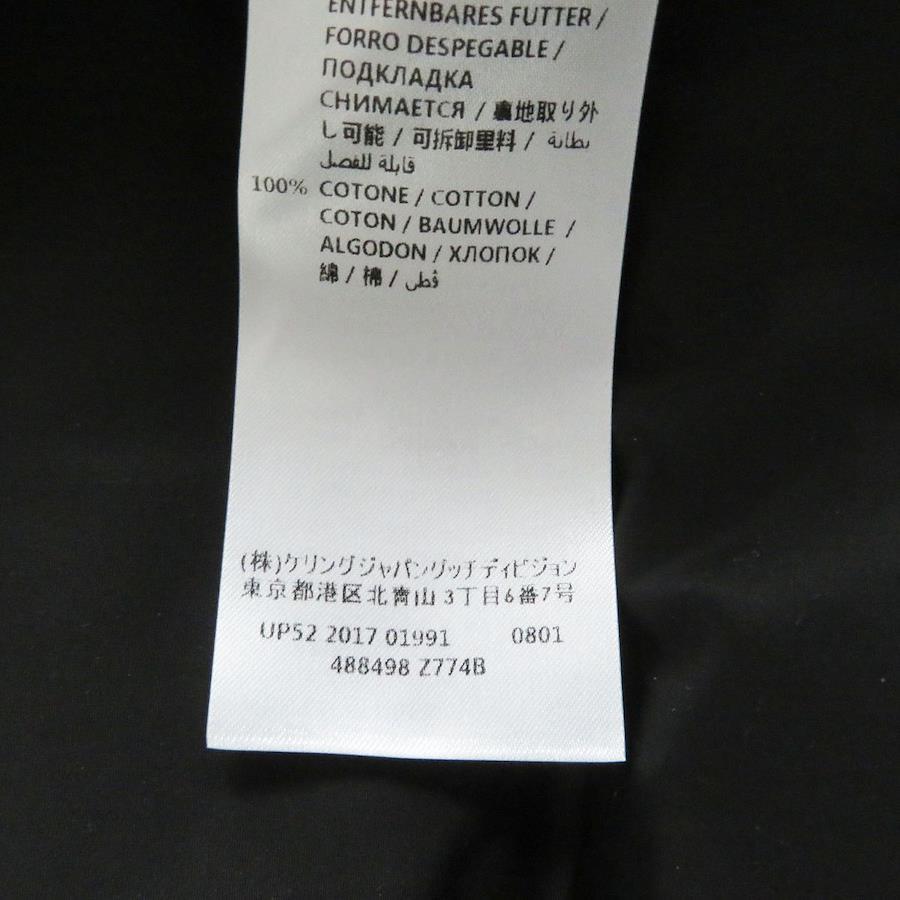 ENTFERNBARES FUTTER /
FORRO DESPEGABLE /
ПОДКЛАДКА
СНИМАЕТСЯ / 裏地取り外
し可能 / 可拆卸里料 / بطانة
قابلة للفصل
100% COTONE / COTTON /
COTON / BAUMWOLLE /
ALGODON / ХЛОПОК /
綿 / 棉 / قطن
(株)ケリングジャパングッチディビジョン
東京都港区北青山3丁目6番7号
UP52 2017 01991 0801
488498 Z774B